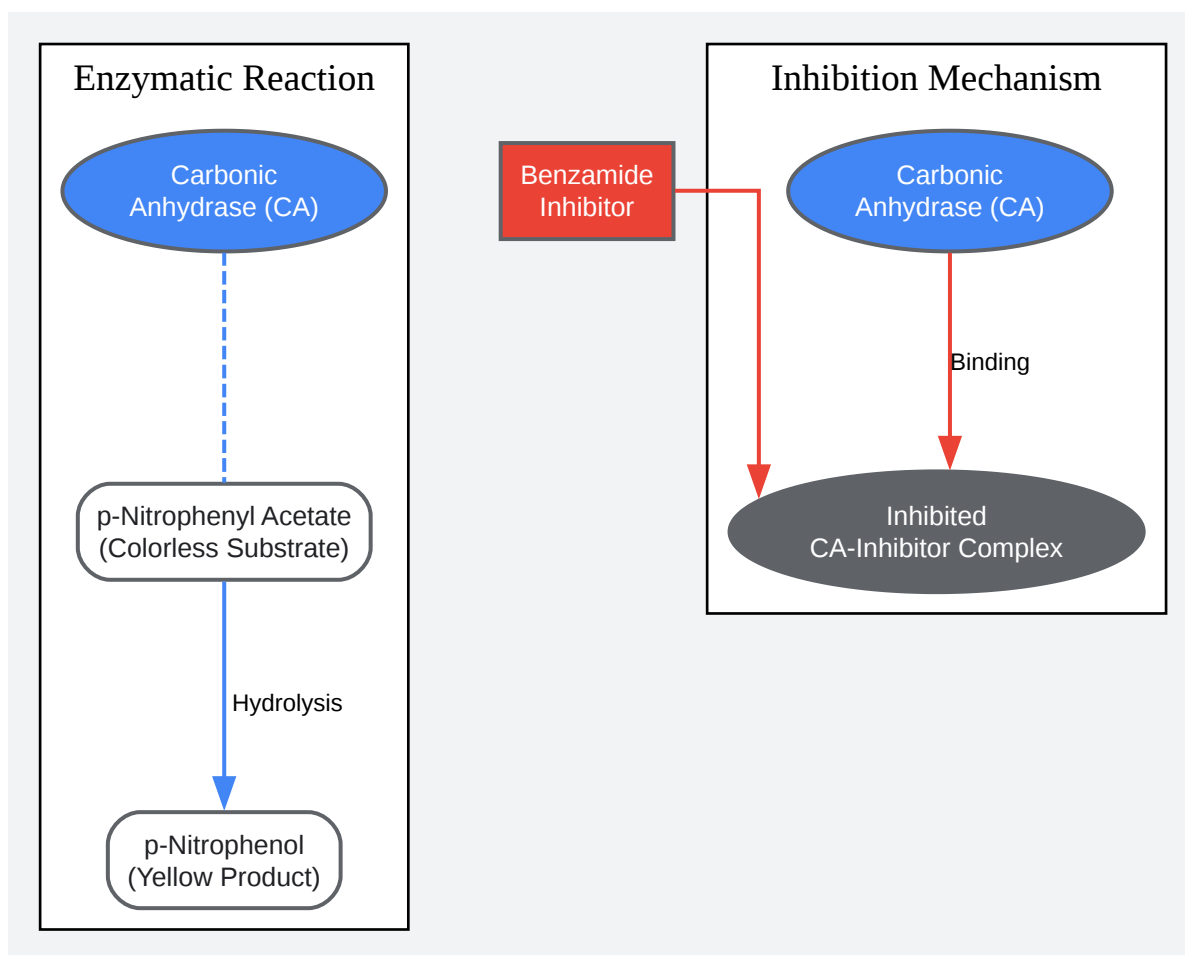 Enzymatic Reaction
Carbonic
Anhydrase (CA)
p-Nitrophenyl Acetate
(Colorless Substrate)
Hydrolysis
p-Nitrophenol
(Yellow Product)
Benzamide
Inhibitor
Inhibition Mechanism
Carbonic
Anhydrase (CA)
Binding
Inhibited
CA-Inhibitor Complex